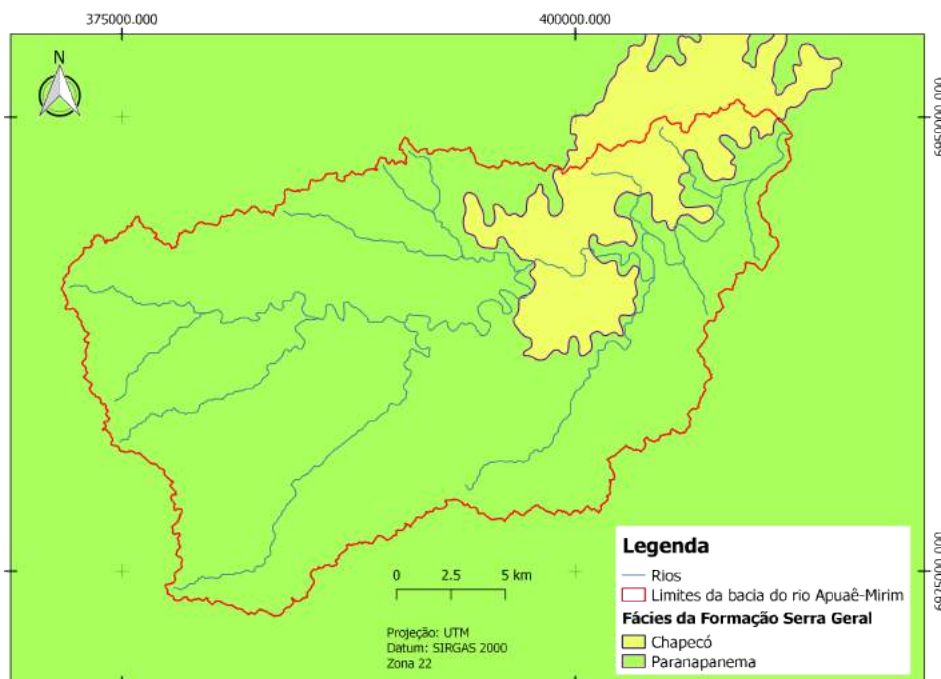 375000.000
400000.000
N
6950000.000
6925000.000
0 2.5 5 km
Projeção: UTM
Datum: SIRGAS 2000
Zona 22
Legenda
Rios
Limites da bacia do rio Apuaê-Mirim
Fácies da Formação Serra Geral
Chapecó
Paranapanema